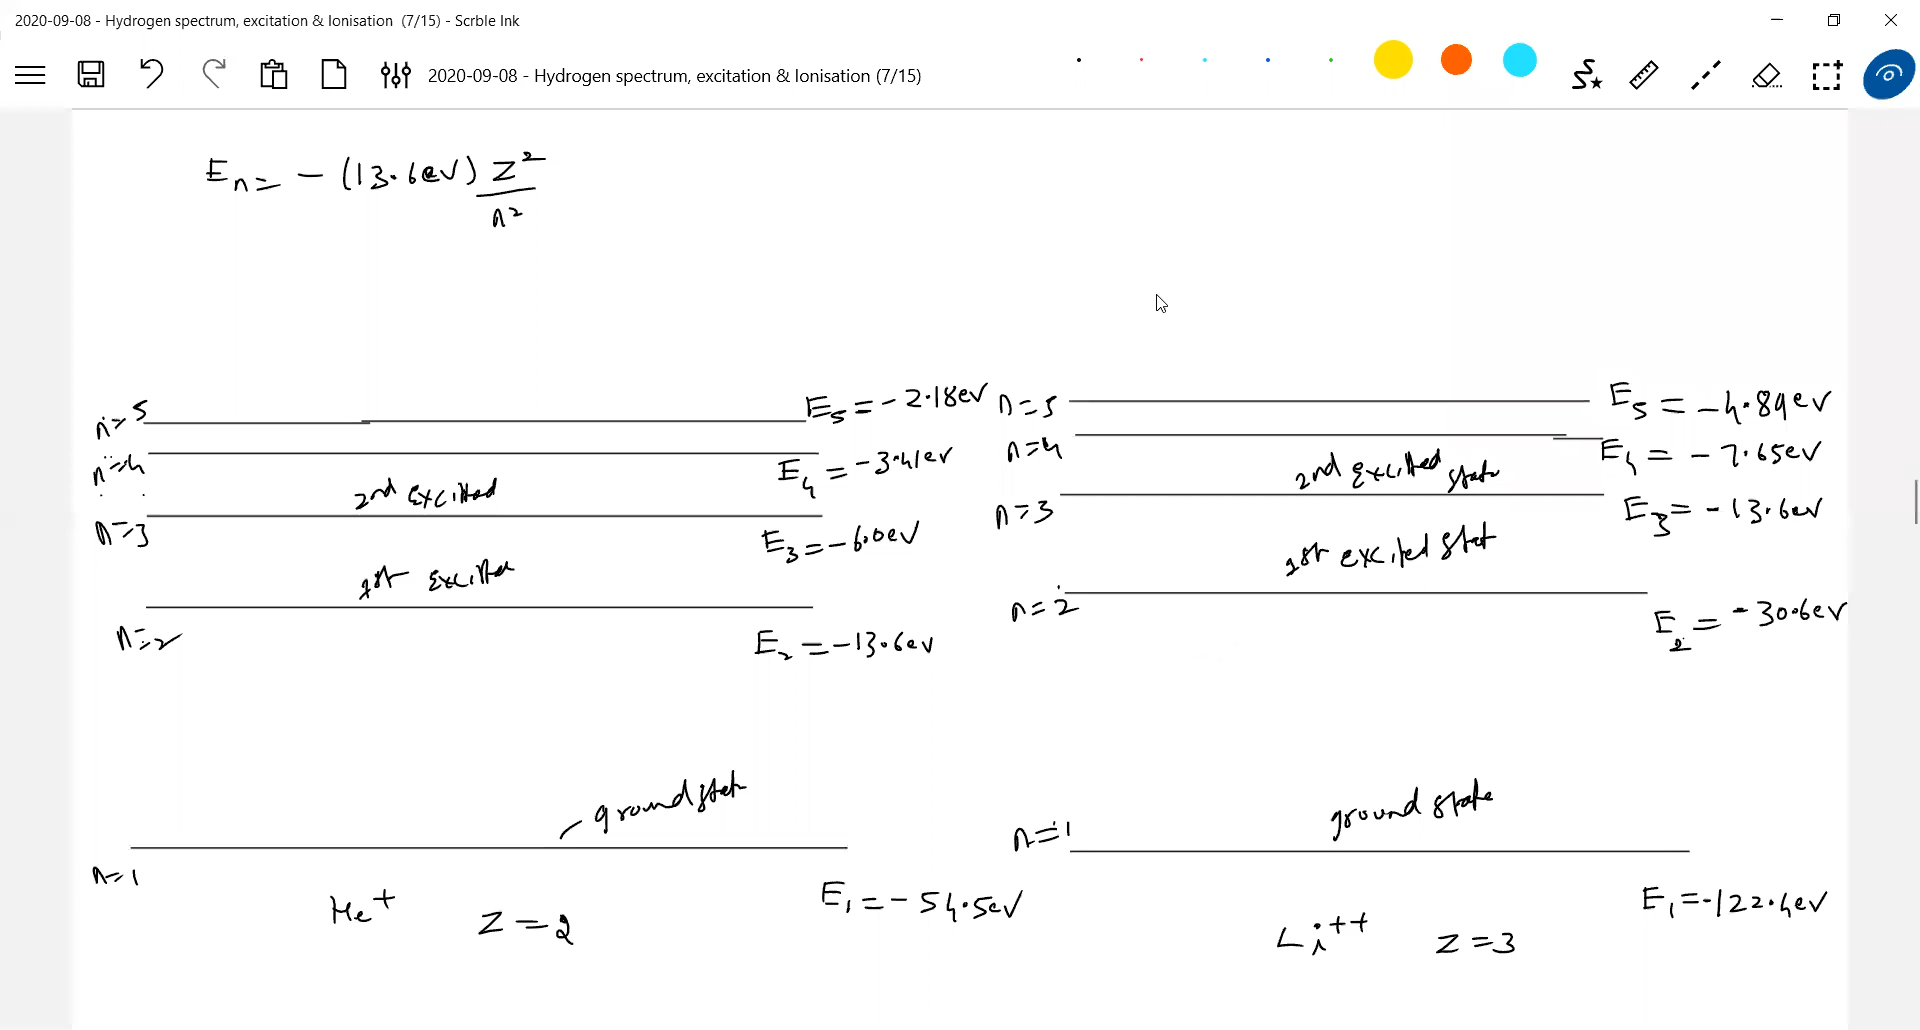 2020-09-08 - Hydrogen spectrum, excitation & Ionisation (7/15) - Scrble Ink
2020-09-08 - Hydrogen spectrum, excitation & Ionisation (7/15)
Eₙ = - (13.6eV) Z²/n²
n=5 E₅ = -2.18eV
n=4 E₄ = -3.41eV
2nd excited
n=3 E₃ = -6.0eV
1st excited
n=2 E₂ = -13.6eV
ground state
n=1 E₁ = -54.5eV
He⁺ Z=2
n=5 E₅ = -4.89eV
n=4 E₄ = -7.65eV
2nd excited state
n=3 E₃ = -13.6eV
1st excited stat
n=2 E₂ = -30.6eV
ground state
n=1 E₁ = -122.4eV
Li⁺⁺ Z=3